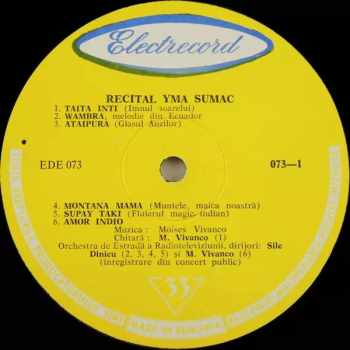 Electrecord
RECITAL YMA SUMAC
1. TAITA INTI (Imnul soarelui)
2. WAMBRA, melodie din Ecuador
3. ATAIPURA (Glasul Anzilor)
EDE 073
073—1
4. MONTANA MAMA (Muntele, maica noastră)
5. SUPAY TAKI (Fluierul magic indian)
6. AMOR INDIO
Muzica : Moises Vivanco
Chitară : M. Vivanco (1)
Orchestra de Estradă a Radioteleviziunii, dirijori: Sile
Dinicu (2, 3, 4, 5) și M. Vivanco (6)
(înregistrare din concert public)
33
MADE IN RUMANIA